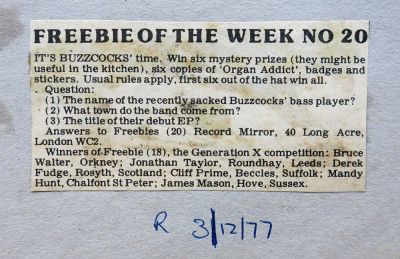 FREEBIE OF THE WEEK NO 20
IT'S BUZZCOCKS' time. Win six mystery prizes (they might be
useful in the kitchen), six copies of 'Organ Addict', badges and
stickers. Usual rules apply, first six out of the hat win all.
Question:
(1) The name of the recently sacked Buzzcocks' bass player?
(2) What town do the band come from?
(3) The title of their debut EP?
Answers to Freebies (20) Record Mirror, 40 Long Acre,
London WC2.
Winners of Freebie (18), the Generation X competition: Bruce
Walter, Orkney; Jonathan Taylor, Roundhay, Leeds; Derek
Fudge, Rosyth, Scotland; Cliff Prime, Beccles, Suffolk; Mandy
Hunt, Chalfont St Peter; James Mason, Hove, Sussex.
R 3/12/77